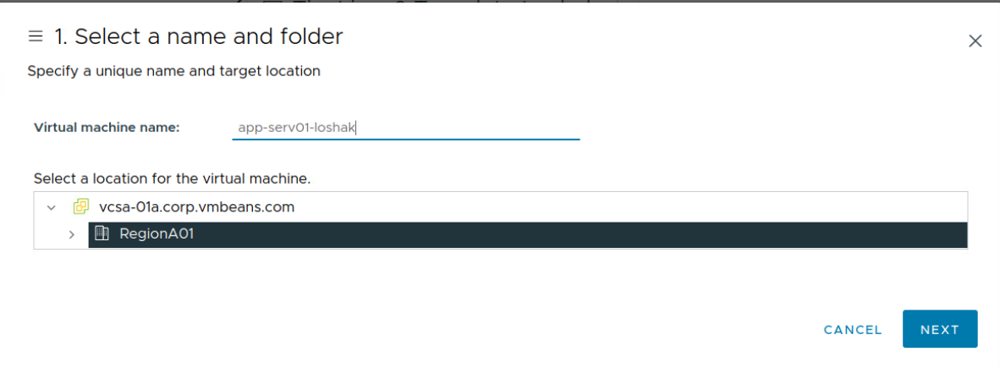 1. Select a name and folder
Specify a unique name and target location
Virtual machine name:
app-serv01-loshak
Select a location for the virtual machine.
vcsa-01a.corp.vmbeans.com
RegionA01
CANCEL
NEXT